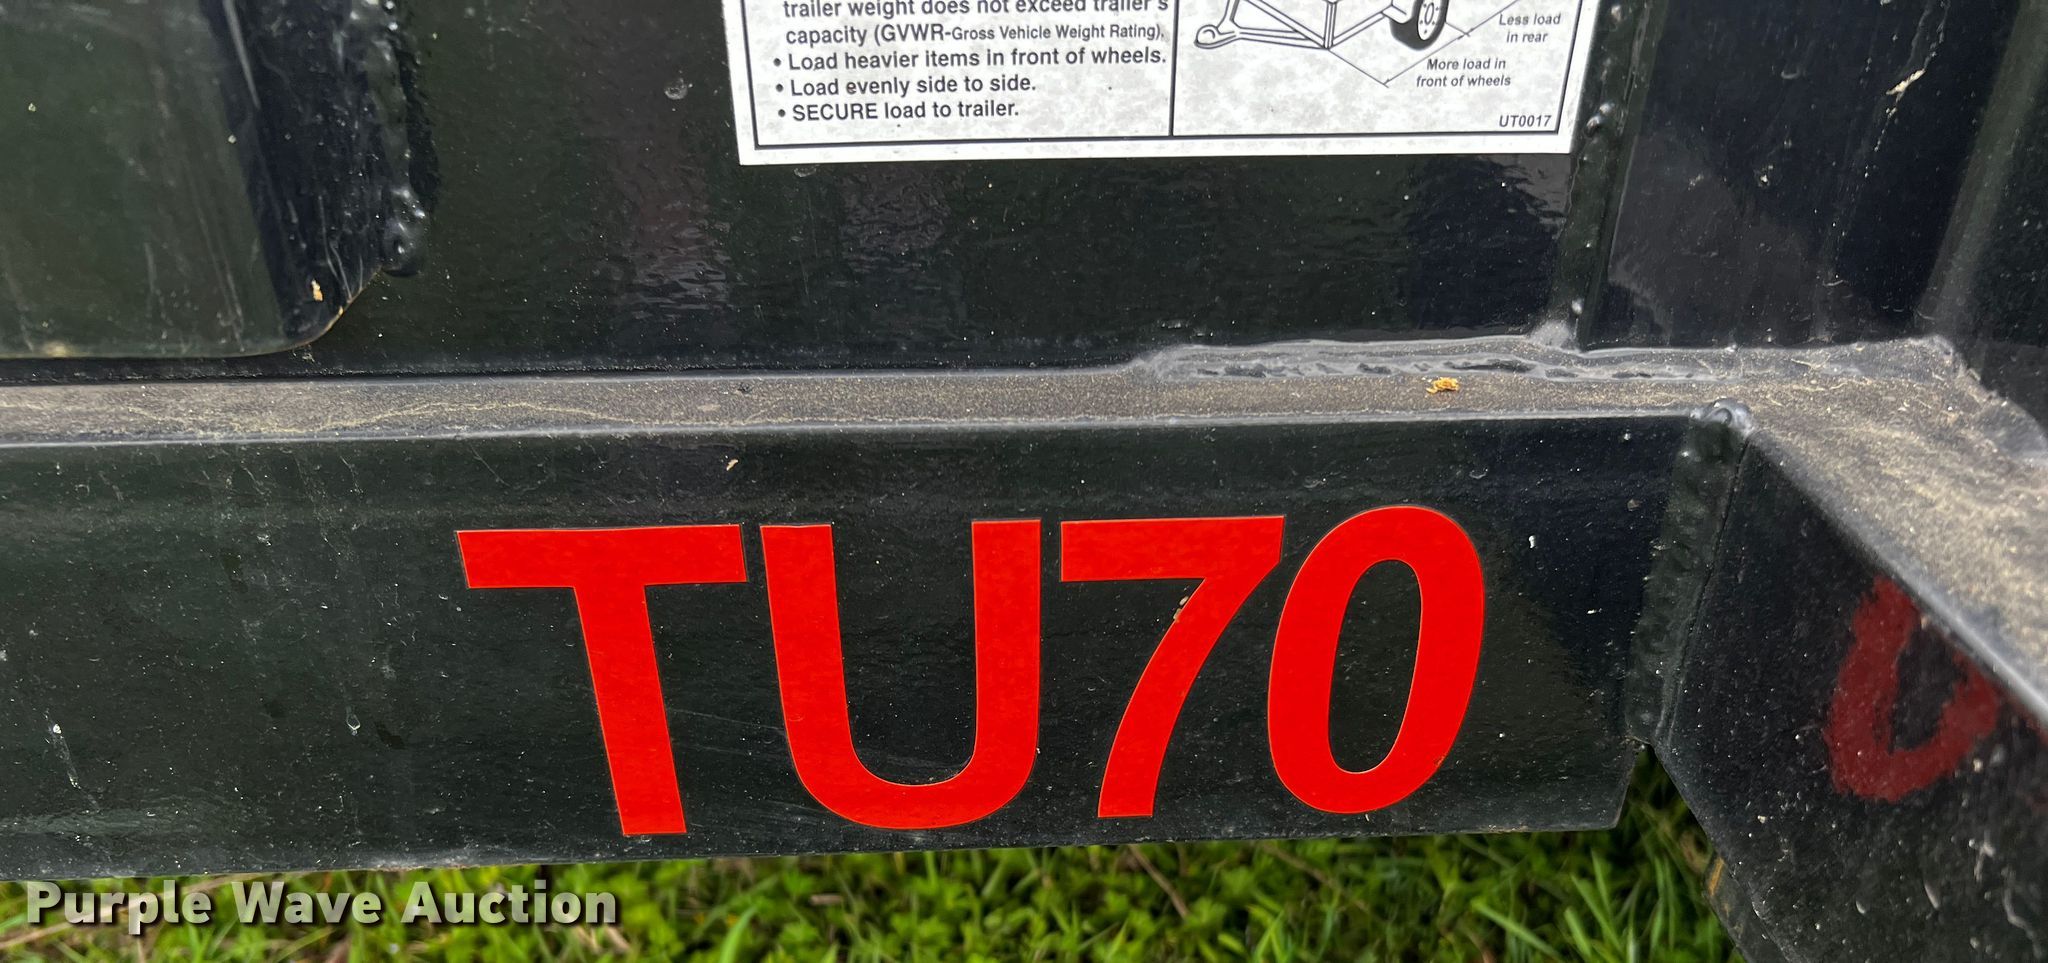 trailer weight does not exceed trailer's
capacity (GVWR-Gross Vehicle Weight Rating).
• Load heavier items in front of wheels.
• Load evenly side to side.
• SECURE load to trailer.
Less load
in rear
More load in
front of wheels
UT0017
TU70
Purple Wave Auction